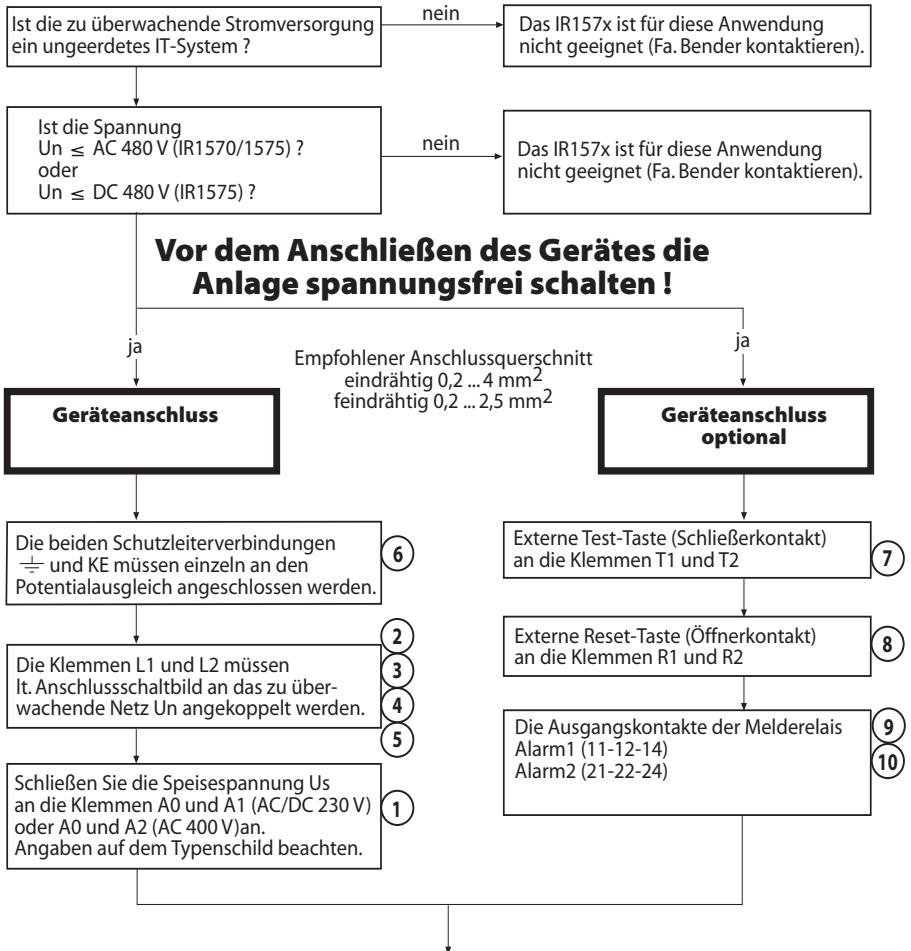 Ist die zu überwachende Stromversorgung
ein ungeerdetes IT-System ?
nein
Das IR157x ist für diese Anwendung
nicht geeignet (Fa. Bender kontaktieren).
Ist die Spannung
Un ≤ AC 480 V (IR1570/1575) ?
oder
Un ≤ DC 480 V (IR1575) ?
nein
Das IR157x ist für diese Anwendung
nicht geeignet (Fa. Bender kontaktieren).
Vor dem Anschließen des Gerätes die
Anlage spannungsfrei schalten !
ja
Empfohlener Anschlussquerschnitt
eindrähtig 0,2 ... 4 mm2
feindrähtig 0,2 ... 2,5 mm2
ja
Geräteanschluss
Geräteanschluss
optional
Die beiden Schutzleiterverbindungen
⏚ und KE müssen einzeln an den
Potentialausgleich angeschlossen werden.
6
Die Klemmen L1 und L2 müssen
lt. Anschlussschaltbild an das zu über-
wachende Netz Un angekoppelt werden.
2
3
4
5
Schließen Sie die Speisespannung Us
an die Klemmen A0 und A1 (AC/DC 230 V)
oder A0 und A2 (AC 400 V)an.
Angaben auf dem Typenschild beachten.
1
Externe Test-Taste (Schließerkontakt)
an die Klemmen T1 und T2
7
Externe Reset-Taste (Öffnerkontakt)
an die Klemmen R1 und R2
8
Die Ausgangskontakte der Melderelais
Alarm1 (11-12-14)
Alarm2 (21-22-24)
9
10